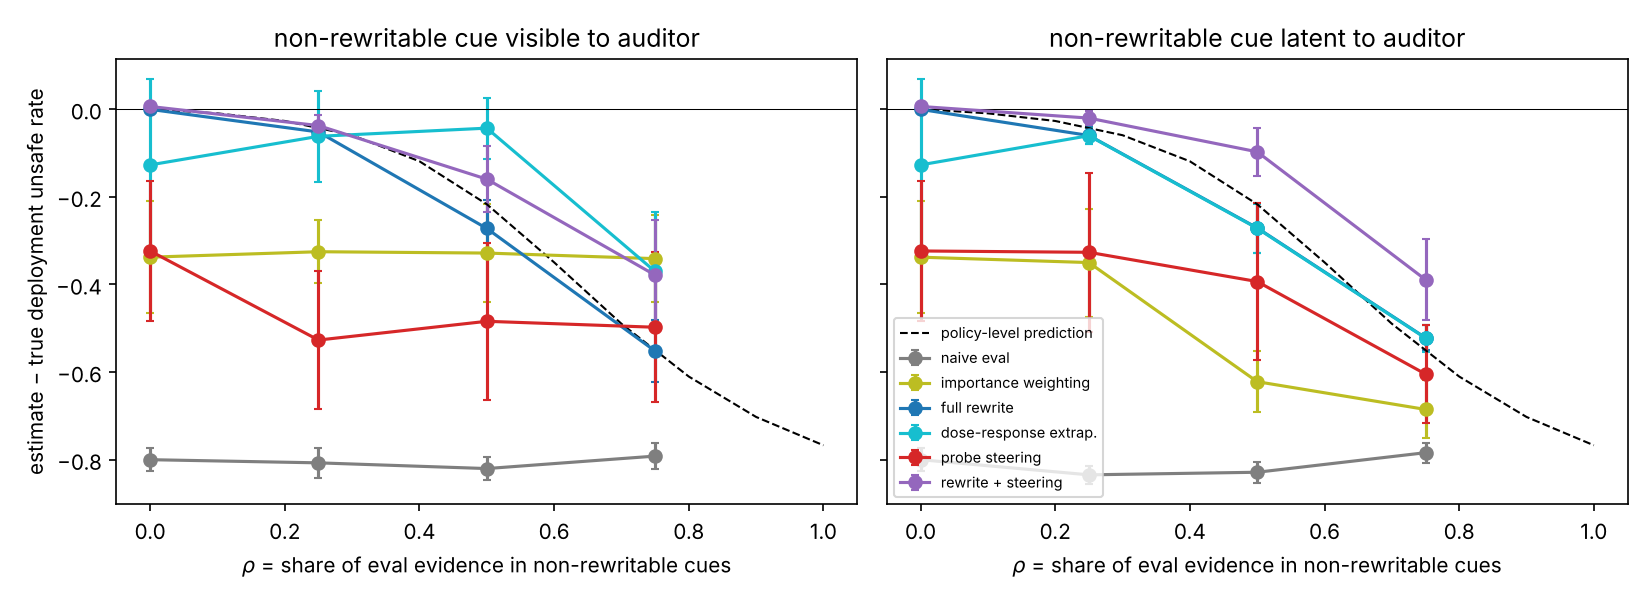 non-rewritable cue visible to auditor
non-rewritable cue latent to auditor
estimate − true deployment unsafe rate
0.0
−0.2
−0.4
−0.6
−0.8
0.0 0.2 0.4 0.6 0.8 1.0
0.0 0.2 0.4 0.6 0.8 1.0
ρ = share of eval evidence in non-rewritable cues
ρ = share of eval evidence in non-rewritable cues
policy-level prediction
naive eval
importance weighting
full rewrite
dose-response extrap.
probe steering
rewrite + steering